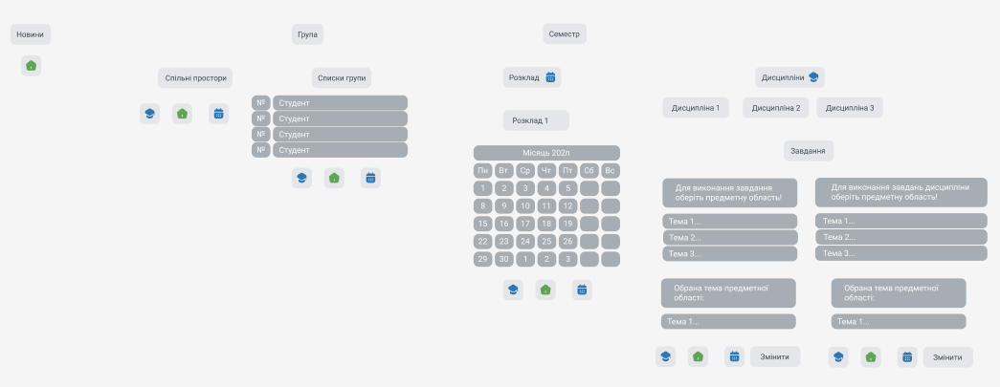 Новини
Група
Семестр
Спільні простори
Списки групи
Розклад
Дисципліни
№ Студент
№ Студент
№ Студент
№ Студент
Розклад 1
Дисципліна 1
Дисципліна 2
Дисципліна 3
Завдання
Місяць 202п
Пн Вт Ср Чт Пт Сб Вс
1 2 3 4 5
8 9 10 11 12
15 16 17 18 19
22 23 24 25 26
29 30 1 2 3
Для виконання завдання
оберіть предметну область!
Тема 1...
Тема 2...
Тема 3...
Для виконання завдань дисципліни
оберіть предметну область!
Тема 1...
Тема 2...
Тема 3...
Обрана тема предметної
області:
Тема 1...
Обрана тема предметної
області:
Тема 1...
Змінити
Змінити